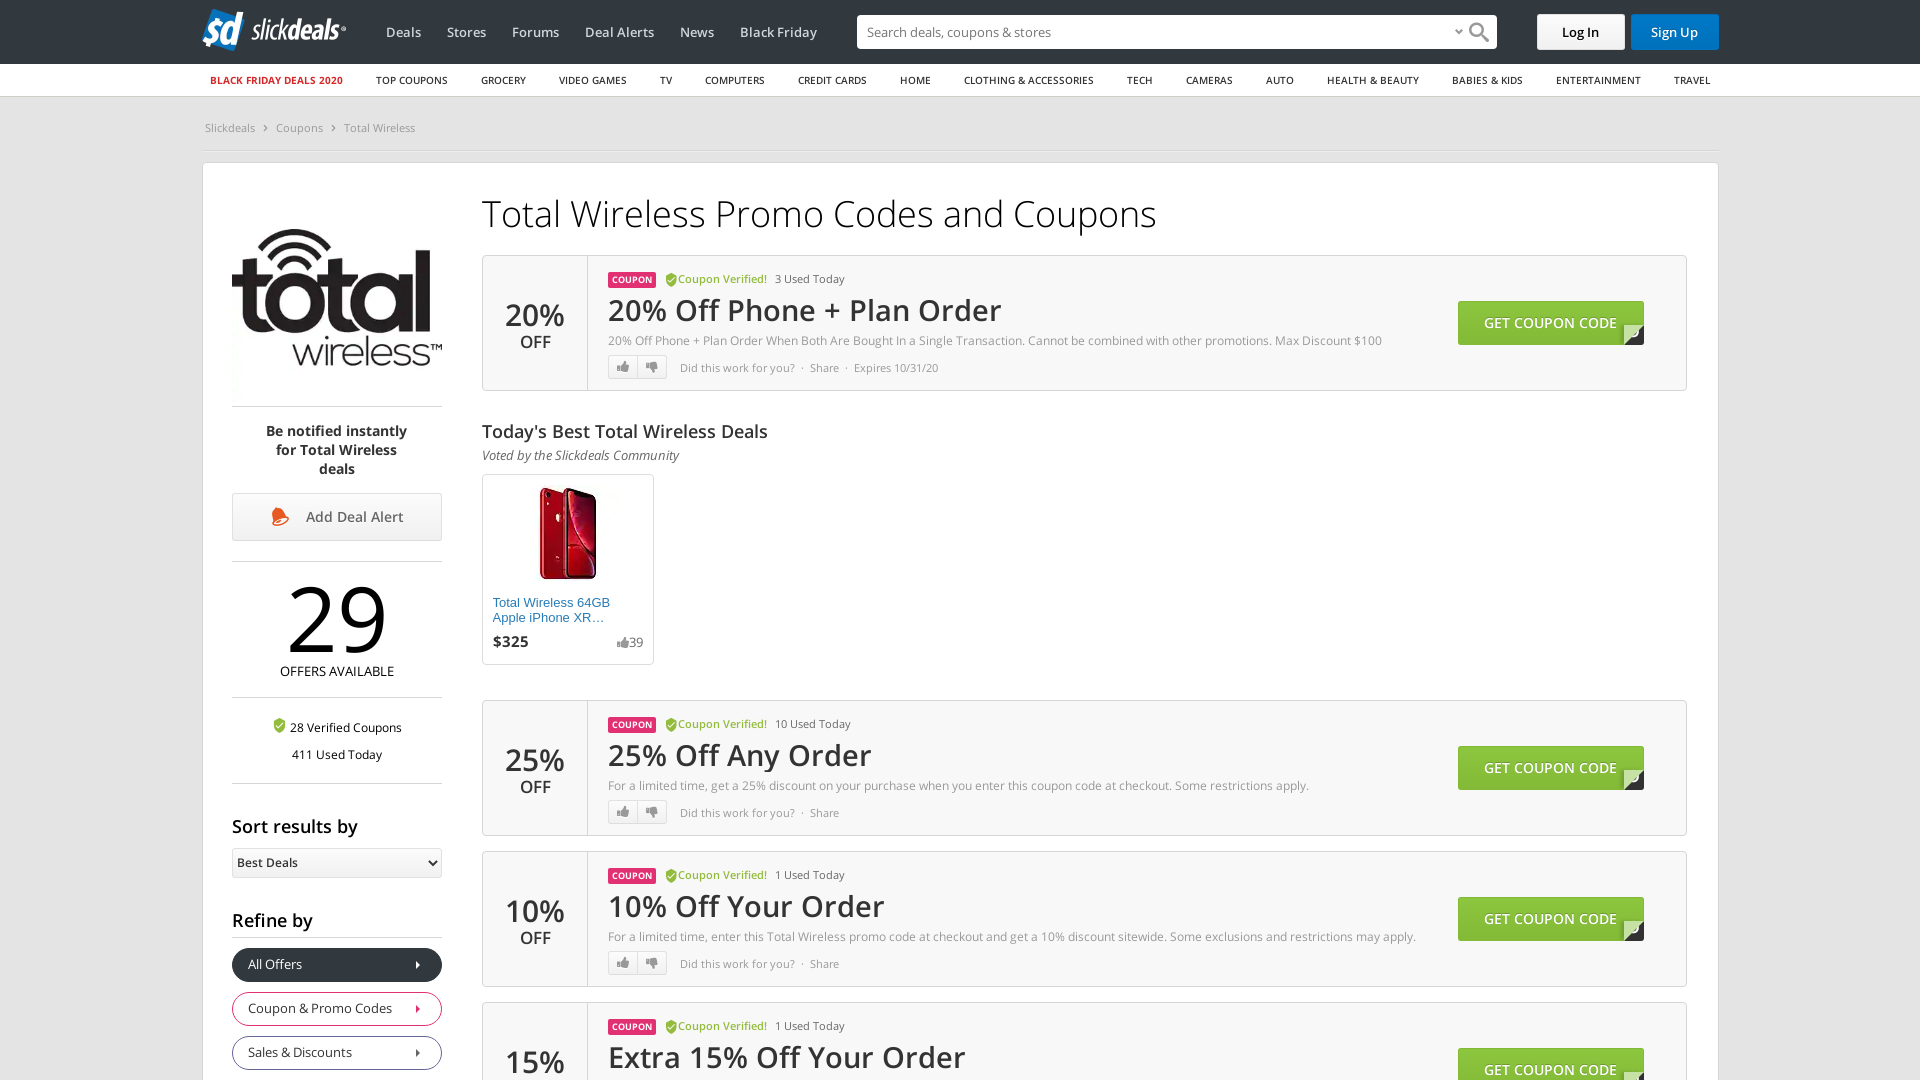 slickdeals
Deals
Stores
Forums
Deal Alerts
News
Black Friday
Search deals, coupons & stores
Log In
Sign Up
BLACK FRIDAY DEALS 2020
TOP COUPONS
GROCERY
VIDEO GAMES
TV
COMPUTERS
CREDIT CARDS
HOME
CLOTHING & ACCESSORIES
TECH
CAMERAS
AUTO
HEALTH & BEAUTY
BABIES & KIDS
ENTERTAINMENT
TRAVEL
Slickdeals > Coupons > Total Wireless
total
wireless™
Be notified instantly
for Total Wireless
deals
Add Deal Alert
29
OFFERS AVAILABLE
28 Verified Coupons
411 Used Today
Sort results by
Best Deals
Refine by
All Offers
Coupon & Promo Codes
Sales & Discounts
Total Wireless Promo Codes and Coupons
20%
OFF
COUPON Coupon Verified! 3 Used Today
20% Off Phone + Plan Order
20% Off Phone + Plan Order When Both Are Bought In a Single Transaction. Cannot be combined with other promotions. Max Discount $100
Did this work for you? · Share · Expires 10/31/20
GET COUPON CODE
Today's Best Total Wireless Deals
Voted by the Slickdeals Community
Total Wireless 64GB
Apple iPhone XR…
$325
39
25%
OFF
COUPON Coupon Verified! 10 Used Today
25% Off Any Order
For a limited time, get a 25% discount on your purchase when you enter this coupon code at checkout. Some restrictions apply.
Did this work for you? · Share
GET COUPON CODE
10%
OFF
COUPON Coupon Verified! 1 Used Today
10% Off Your Order
For a limited time, enter this Total Wireless promo code at checkout and get a 10% discount sitewide. Some exclusions and restrictions may apply.
Did this work for you? · Share
GET COUPON CODE
15%
COUPON Coupon Verified! 1 Used Today
Extra 15% Off Your Order
GET COUPON CODE